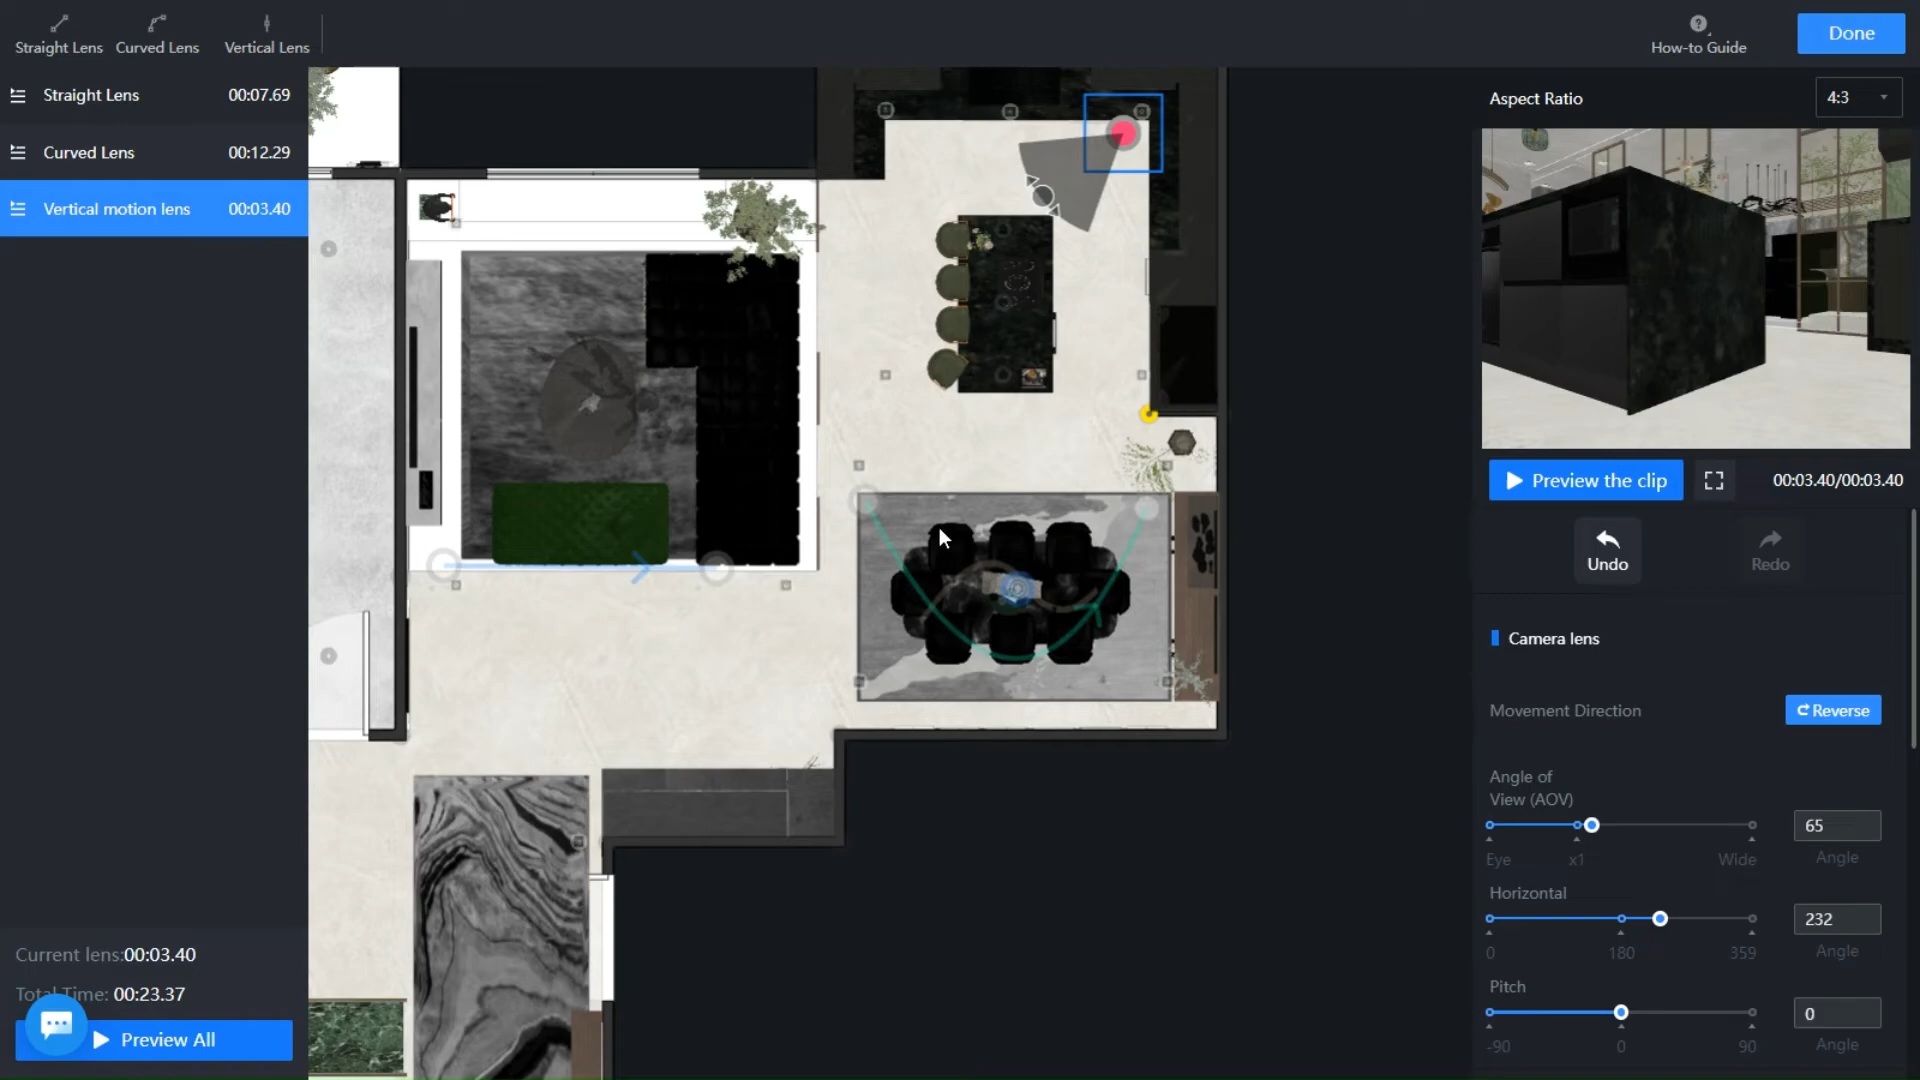 Straight Lens
Curved Lens
Vertical Lens
How-to Guide
Done
Straight Lens 00:07.69
Curved Lens 00:12.29
Vertical motion lens 00:03.40
Current lens:00:03.40
Total Time: 00:23.37
Preview All
Aspect Ratio
4:3
Preview the clip
00:03.40/00:03.40
Undo
Redo
Camera lens
Movement Direction
Reverse
Angle of
View (AOV)
65
Eye x1 Wide
Angle
Horizontal
232
0 180 359
Angle
Pitch
0
-90 0 90
Angle